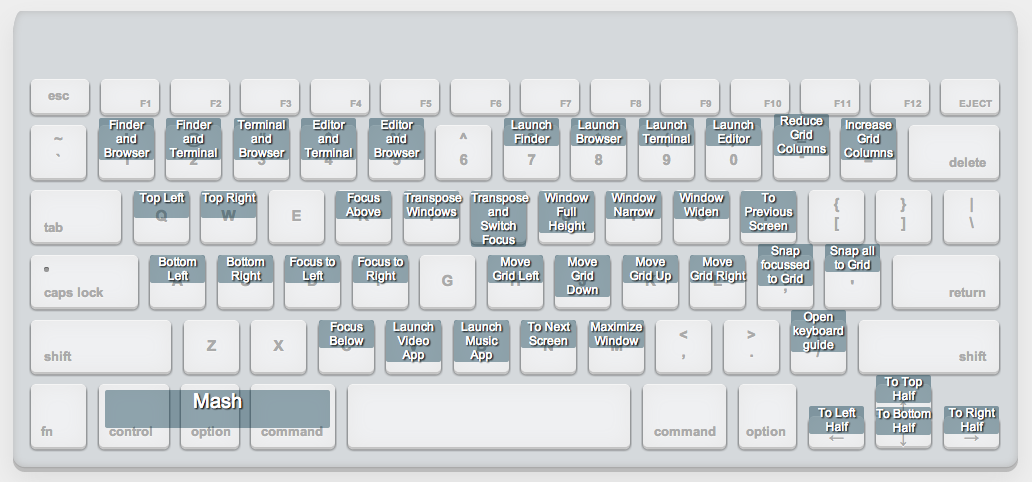 esc F1 F2 F3 F4 F5 F6 F7 F8 F9 F10 F11 F12 EJECT
~ ` Finder and Browser 1 Finder and Terminal 2 Terminal and Browser 3 Editor and Terminal 4 Editor and Browser 5 ^ 6 Launch Finder 7 Launch Browser 8 Launch Terminal 9 Launch Editor 0 Reduce Grid Columns Increase Grid Columns delete
tab Top Left Q Top Right W E Focus Above Transpose Windows Transpose and Switch Focus Window Full Height Window Narrow Window Widen To Previous Screen { [ } ] | \
caps lock Bottom Left Bottom Right Focus to Left Focus to Right G Move Grid Left Move Grid Down Move Grid Up Move Grid Right Snap focussed to Grid ; Snap all to Grid '
return
shift Z X Focus Below Launch Video App Launch Music App To Next Screen Maximize Window < , > . Open keyboard guide / shift
fn Mash control option command command option To Left Half ← To Top Half ↑ To Bottom Half ↓ To Right Half →